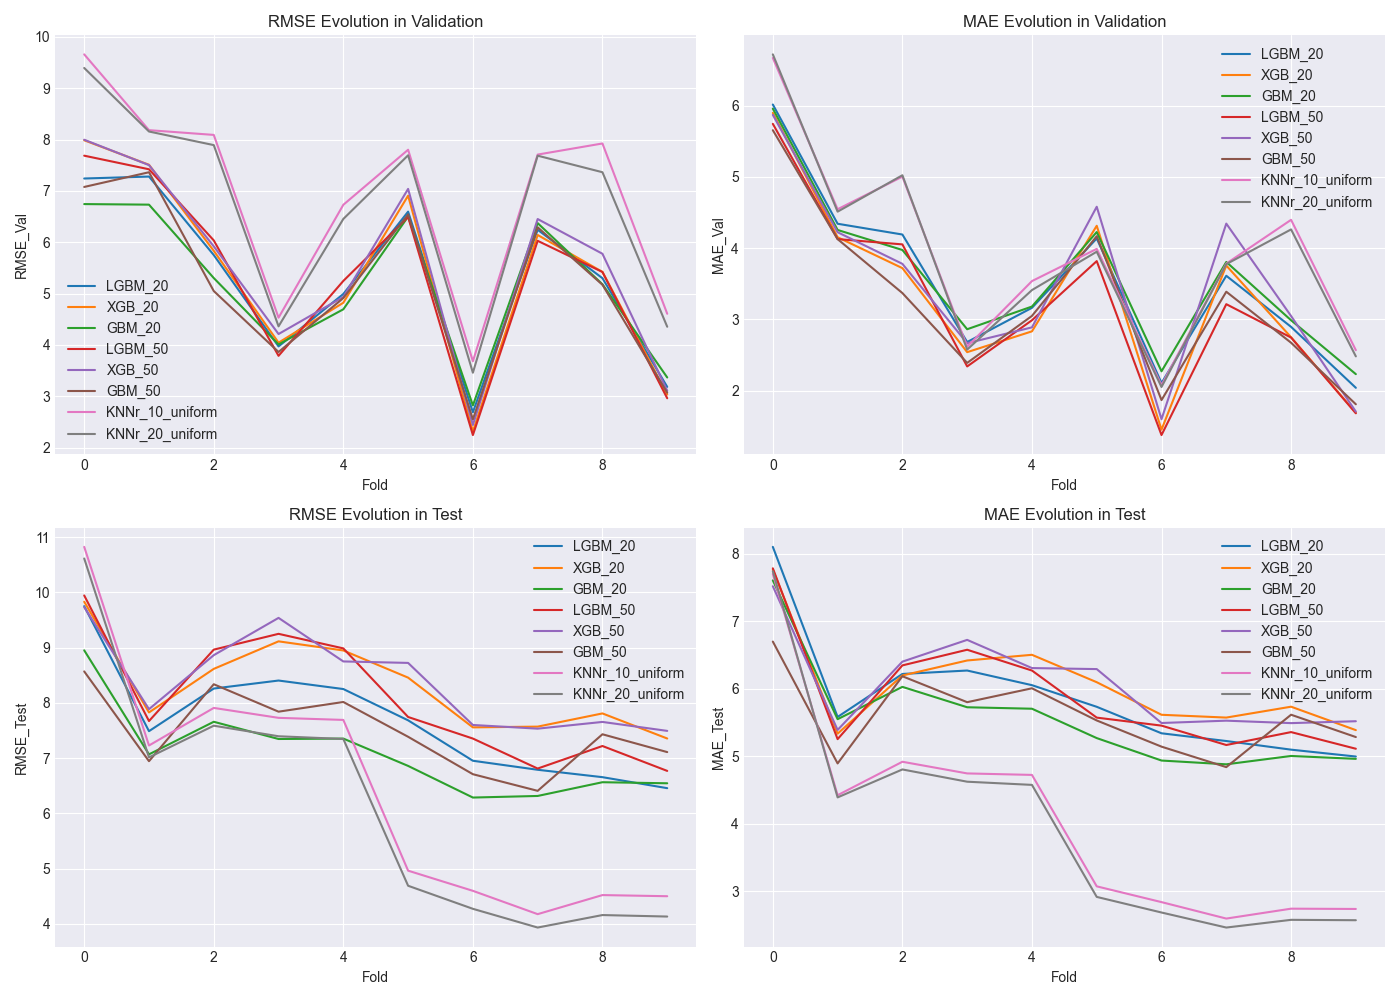 RMSE Evolution in Validation
10
9
8
7
6
5
4
3
2
RMSE_Val
LGBM_20
XGB_20
GBM_20
LGBM_50
XGB_50
GBM_50
KNNr_10_uniform
KNNr_20_uniform
0 2 4 6 8
Fold
MAE Evolution in Validation
6
5
4
3
2
MAE_Val
LGBM_20
XGB_20
GBM_20
LGBM_50
XGB_50
GBM_50
KNNr_10_uniform
KNNr_20_uniform
0 2 4 6 8
Fold
RMSE Evolution in Test
11
10
9
8
7
6
5
4
RMSE_Test
LGBM_20
XGB_20
GBM_20
LGBM_50
XGB_50
GBM_50
KNNr_10_uniform
KNNr_20_uniform
0 2 4 6 8
Fold
MAE Evolution in Test
8
7
6
5
4
3
MAE_Test
LGBM_20
XGB_20
GBM_20
LGBM_50
XGB_50
GBM_50
KNNr_10_uniform
KNNr_20_uniform
0 2 4 6 8
Fold